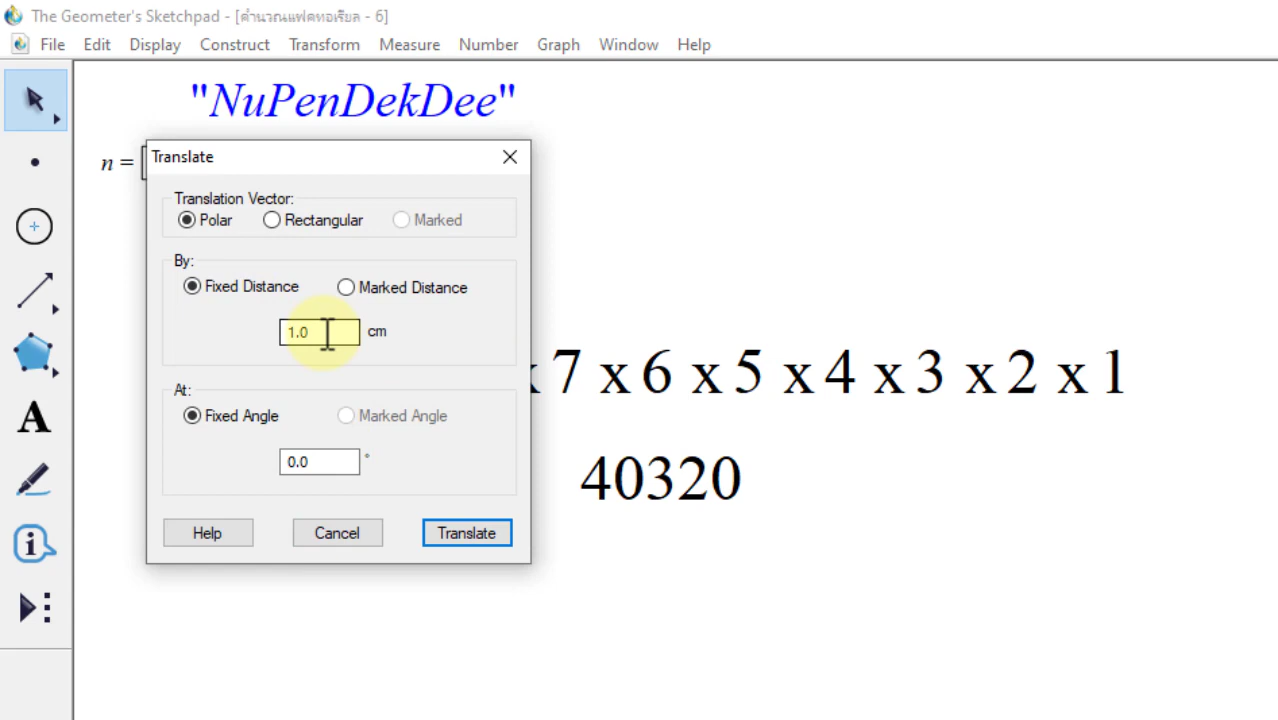 The Geometer's Sketchpad - [คำนวณแฟคทอเรียล - 6]
File Edit Display Construct Transform Measure Number Graph Window Help
"NuPenDekDee"
n =
Translate
Translation Vector:
Polar Rectangular Marked
By:
Fixed Distance Marked Distance
1.0 cm
x 7 x 6 x 5 x 4 x 3 x 2 x 1
At:
Fixed Angle Marked Angle
0.0 °
40320
Help Cancel Translate
A
i